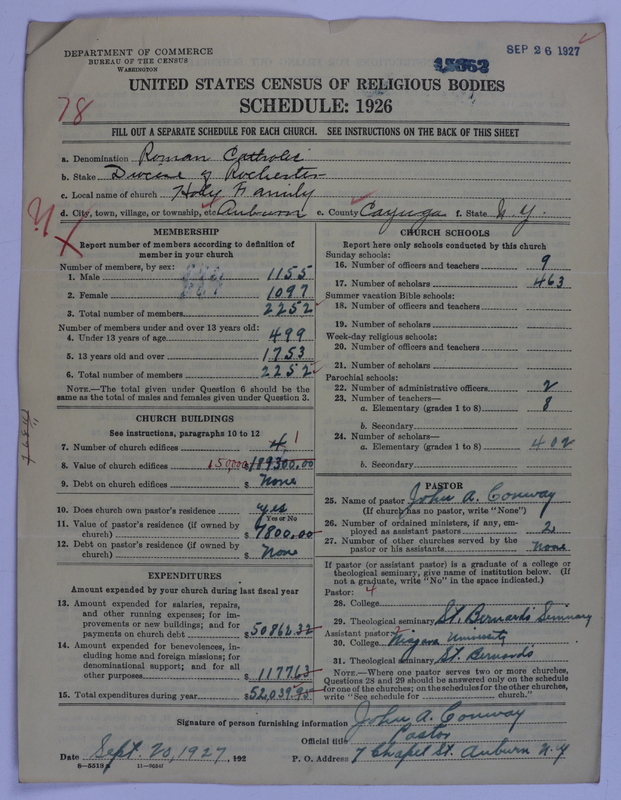 DEPARTMENT OF COMMERCE
BUREAU OF THE CENSUS
WASHINGTON
SEP 26 1927
UNITED STATES CENSUS OF RELIGIOUS BODIES
SCHEDULE: 1926
78
FILL OUT A SEPARATE SCHEDULE FOR EACH CHURCH. SEE INSTRUCTIONS ON THE BACK OF THIS SHEET
a. Denomination Roman Catholic
b. Stake Diocese of Rochester
c. Local name of church Holy Family
d. City, town, village, or township, etc. Auburn e. County Cayuga f. State N.Y.
MEMBERSHIP
Report number of members according to definition of
member in your church
Number of members, by sex:
1. Male 1155
2. Female 1097
3. Total number of members 2252
Number of members under and over 13 years old:
4. Under 13 years of age 499
5. 13 years old and over 1753
6. Total number of members 2252
NOTE.—The total given under Question 6 should be the
same as the total of males and females given under Question 3.
CHURCH BUILDINGS
See instructions, paragraphs 10 to 12
7. Number of church edifices 4 1
8. Value of church edifices 150,000 $189300.00
9. Debt on church edifices $ None
10. Does church own pastor's residence yes
Yes or No
11. Value of pastor's residence (if owned by
church) $ 7800.00
12. Debt on pastor's residence (if owned by
church) $ None
EXPENDITURES
Amount expended by your church during last fiscal year
13. Amount expended for salaries, repairs,
and other running expenses; for im-
provements or new buildings; and for
payments on church debt $50862.32
14. Amount expended for benevolences, in-
cluding home and foreign missions; for
denominational support; and for all
other purposes $1177.63
15. Total expenditures during year $52,039.95
CHURCH SCHOOLS
Report here only schools conducted by this church
Sunday schools:
16. Number of officers and teachers 9
17. Number of scholars 463
Summer vacation Bible schools:
18. Number of officers and teachers
19. Number of scholars
Week-day religious schools:
20. Number of officers and teachers
21. Number of scholars
Parochial schools:
22. Number of administrative officers 2
23. Number of teachers—
a. Elementary (grades 1 to 8) 8
b. Secondary
24. Number of scholars—
a. Elementary (grades 1 to 8) 402
b. Secondary
PASTOR
25. Name of pastor John A. Conway
(If church has no pastor, write "None")
26. Number of ordained ministers, if any, em-
ployed as assistant pastors 2
27. Number of other churches served by the
pastor or his assistants none
If pastor (or assistant pastor) is a graduate of a college or
theological seminary, give name of institution below. (If
not a graduate, write "No" in the space indicated.)
Pastor: 4
28. College
29. Theological seminary St. Bernard's Seminary
Assistant pastor: 2
30. College Niagara University
31. Theological seminary St. Bernards
NOTE.—Where one pastor serves two or more churches,
Questions 28 and 29 should be answered only on the schedule
for one of the churches; on the schedules for the other churches,
write "See schedule for church."
Signature of person furnishing information John A. Conway
Official title Pastor
Date Sept. 20, 1927, 192 P. O. Address 7 Chapel St. Auburn N.Y
8—5513A 11—66547